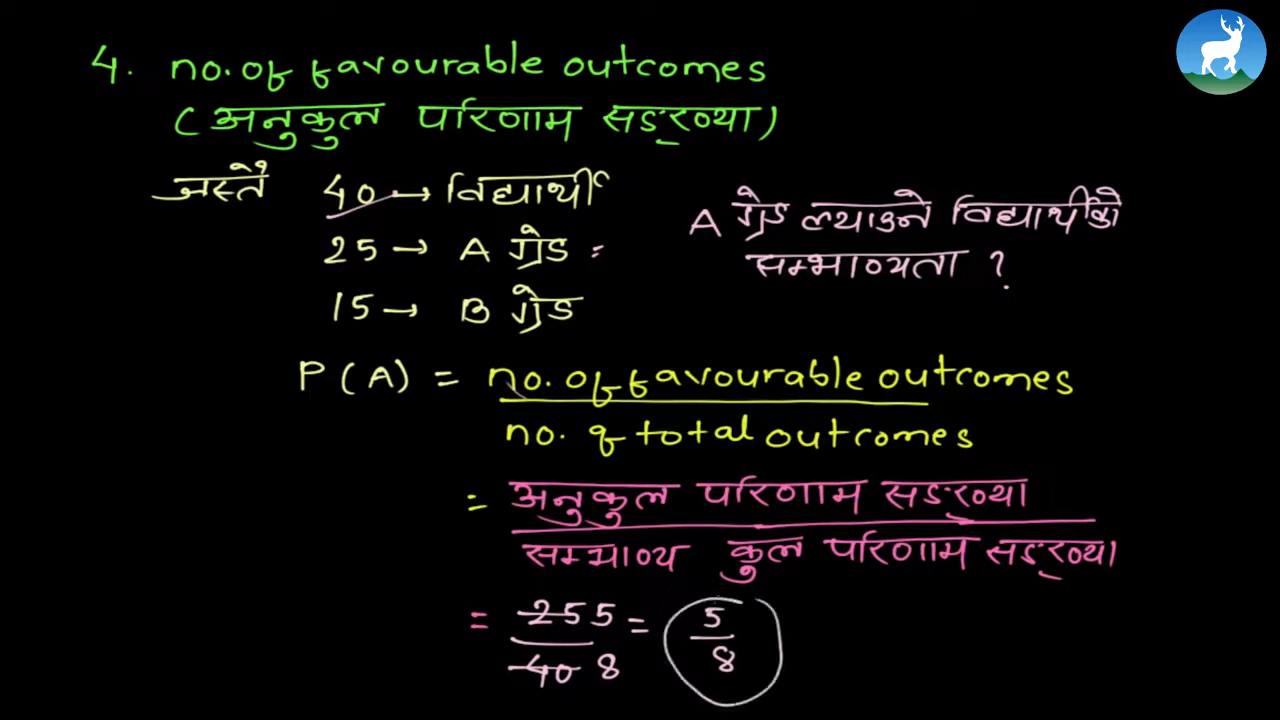 4. no. of favourable outcomes
(अनुकुल परिणाम सङ्ख्या)
जस्तै 40 → विद्यार्थी
25 → A ग्रेड =
15 → B ग्रेड
A ग्रेड ल्याउने विद्यार्थीको
सम्भाव्यता ?
P(A) = no. of favourable outcomes
no. of total outcomes
= अनुकुल परिणाम सङ्ख्या
सम्भाव्य कुल परिणाम सङ्ख्या
= 25 5 = 5
40 8 8